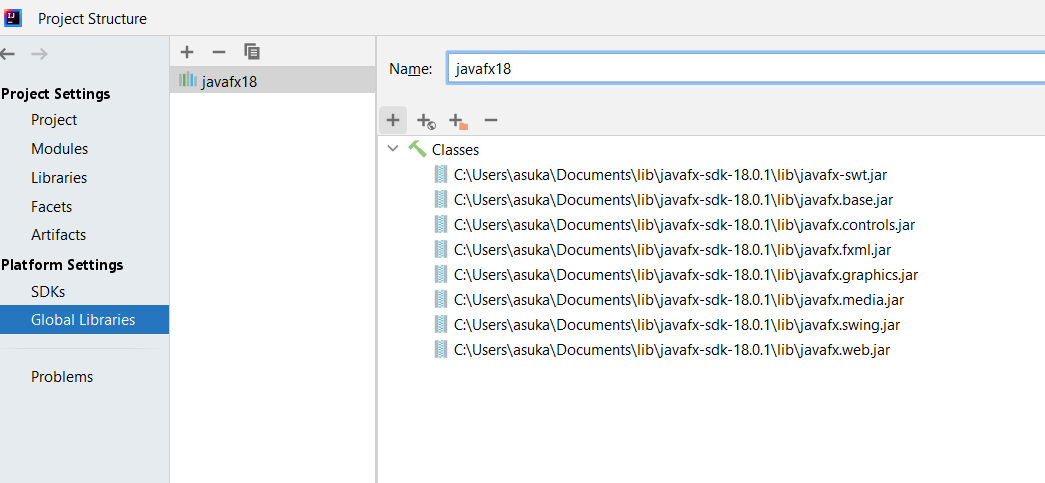 Project Structure
Project Settings
Project
Modules
Libraries
Facets
Artifacts
Platform Settings
SDKs
Global Libraries
Problems
javafx18
Name: javafx18
Classes
C:\Users\asuka\Documents\lib\javafx-sdk-18.0.1\lib\javafx-swt.jar
C:\Users\asuka\Documents\lib\javafx-sdk-18.0.1\lib\javafx.base.jar
C:\Users\asuka\Documents\lib\javafx-sdk-18.0.1\lib\javafx.controls.jar
C:\Users\asuka\Documents\lib\javafx-sdk-18.0.1\lib\javafx.fxml.jar
C:\Users\asuka\Documents\lib\javafx-sdk-18.0.1\lib\javafx.graphics.jar
C:\Users\asuka\Documents\lib\javafx-sdk-18.0.1\lib\javafx.media.jar
C:\Users\asuka\Documents\lib\javafx-sdk-18.0.1\lib\javafx.swing.jar
C:\Users\asuka\Documents\lib\javafx-sdk-18.0.1\lib\javafx.web.jar